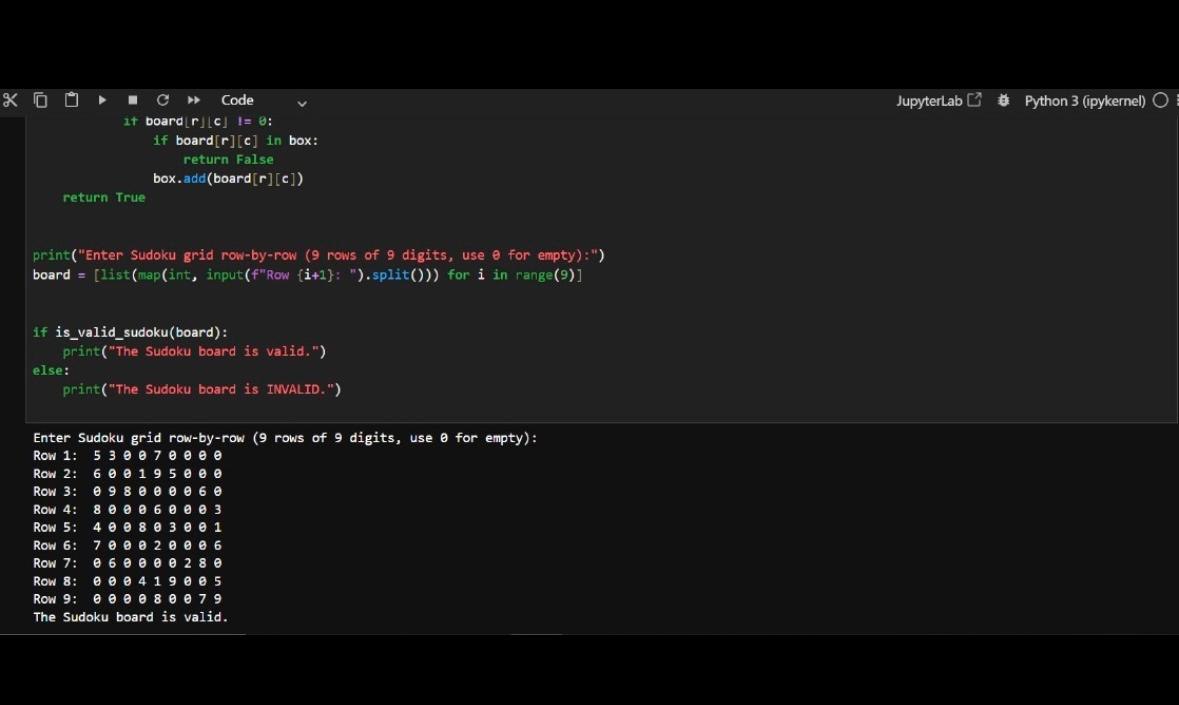 Code
JupyterLab
Python 3 (ipykernel)
if board[r][c] != 0:
if board[r][c] in box:
return False
box.add(board[r][c])
return True
print("Enter Sudoku grid row-by-row (9 rows of 9 digits, use 0 for empty):")
board = [list(map(int, input(f"Row {i+1}: ").split())) for i in range(9)]
if is_valid_sudoku(board):
print("The Sudoku board is valid.")
else:
print("The Sudoku board is INVALID.")
Enter Sudoku grid row-by-row (9 rows of 9 digits, use 0 for empty):
Row 1: 5 3 0 0 7 0 0 0 0
Row 2: 6 0 0 1 9 5 0 0 0
Row 3: 0 9 8 0 0 0 0 6 0
Row 4: 8 0 0 0 6 0 0 0 3
Row 5: 4 0 0 8 0 3 0 0 1
Row 6: 7 0 0 0 2 0 0 0 6
Row 7: 0 6 0 0 0 0 2 8 0
Row 8: 0 0 0 4 1 9 0 0 5
Row 9: 0 0 0 0 8 0 0 7 9
The Sudoku board is valid.